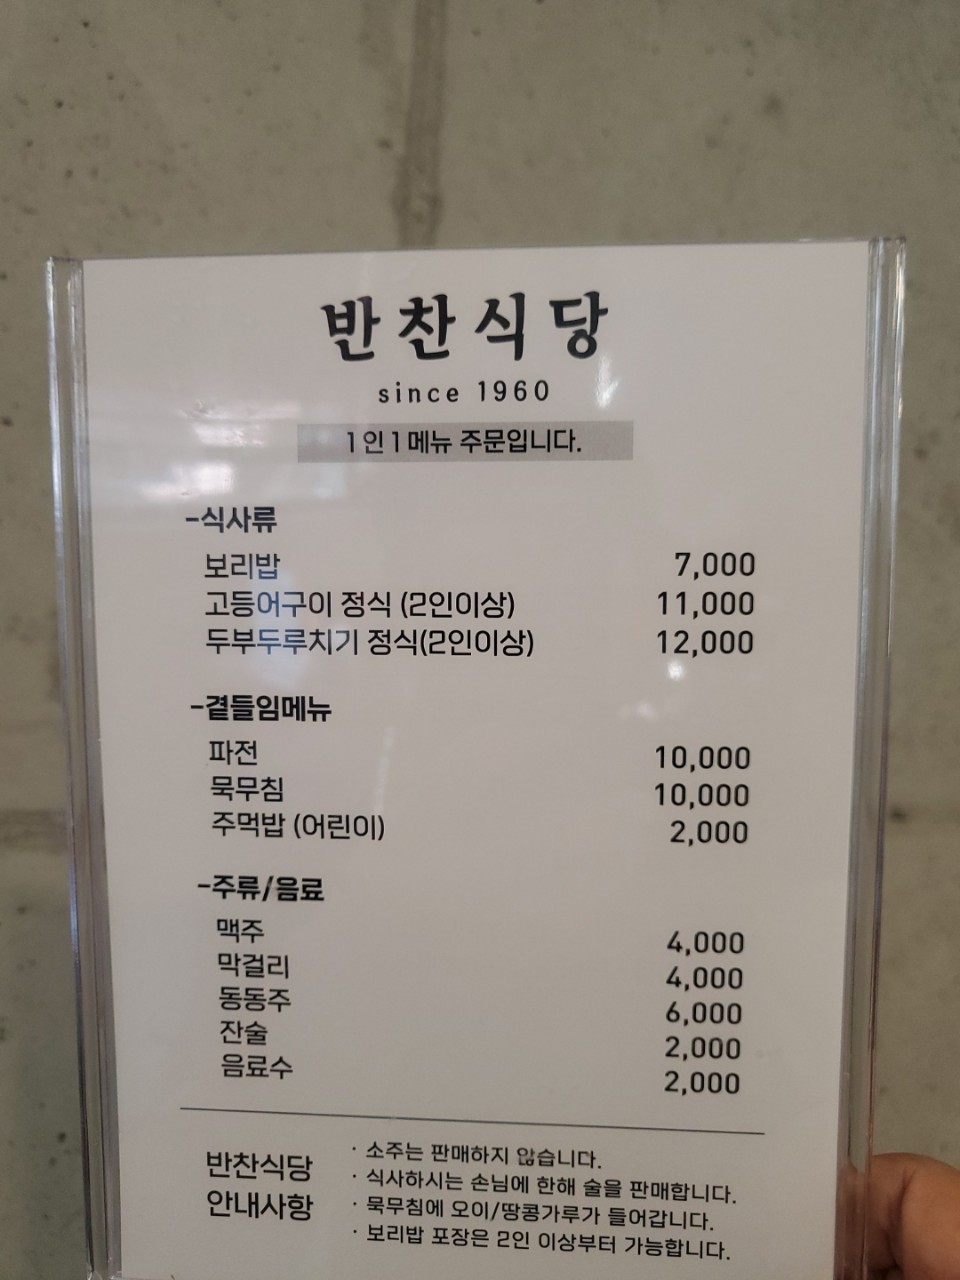 반찬식당
since 1960
1인 1메뉴 주문입니다.
-식사류
보리밥 7,000
고등어구이 정식 (2인이상) 11,000
두부두루치기 정식(2인이상) 12,000
-곁들임메뉴
파전 10,000
묵무침 10,000
주먹밥 (어린이) 2,000
-주류/음료
맥주 4,000
막걸리 4,000
동동주 6,000
잔술 2,000
음료수 2,000
반찬식당
안내사항
· 소주는 판매하지 않습니다.
· 식사하시는 손님에 한해 술을 판매합니다.
· 묵무침에 오이/땅콩가루가 들어갑니다.
· 보리밥 포장은 2인 이상부터 가능합니다.